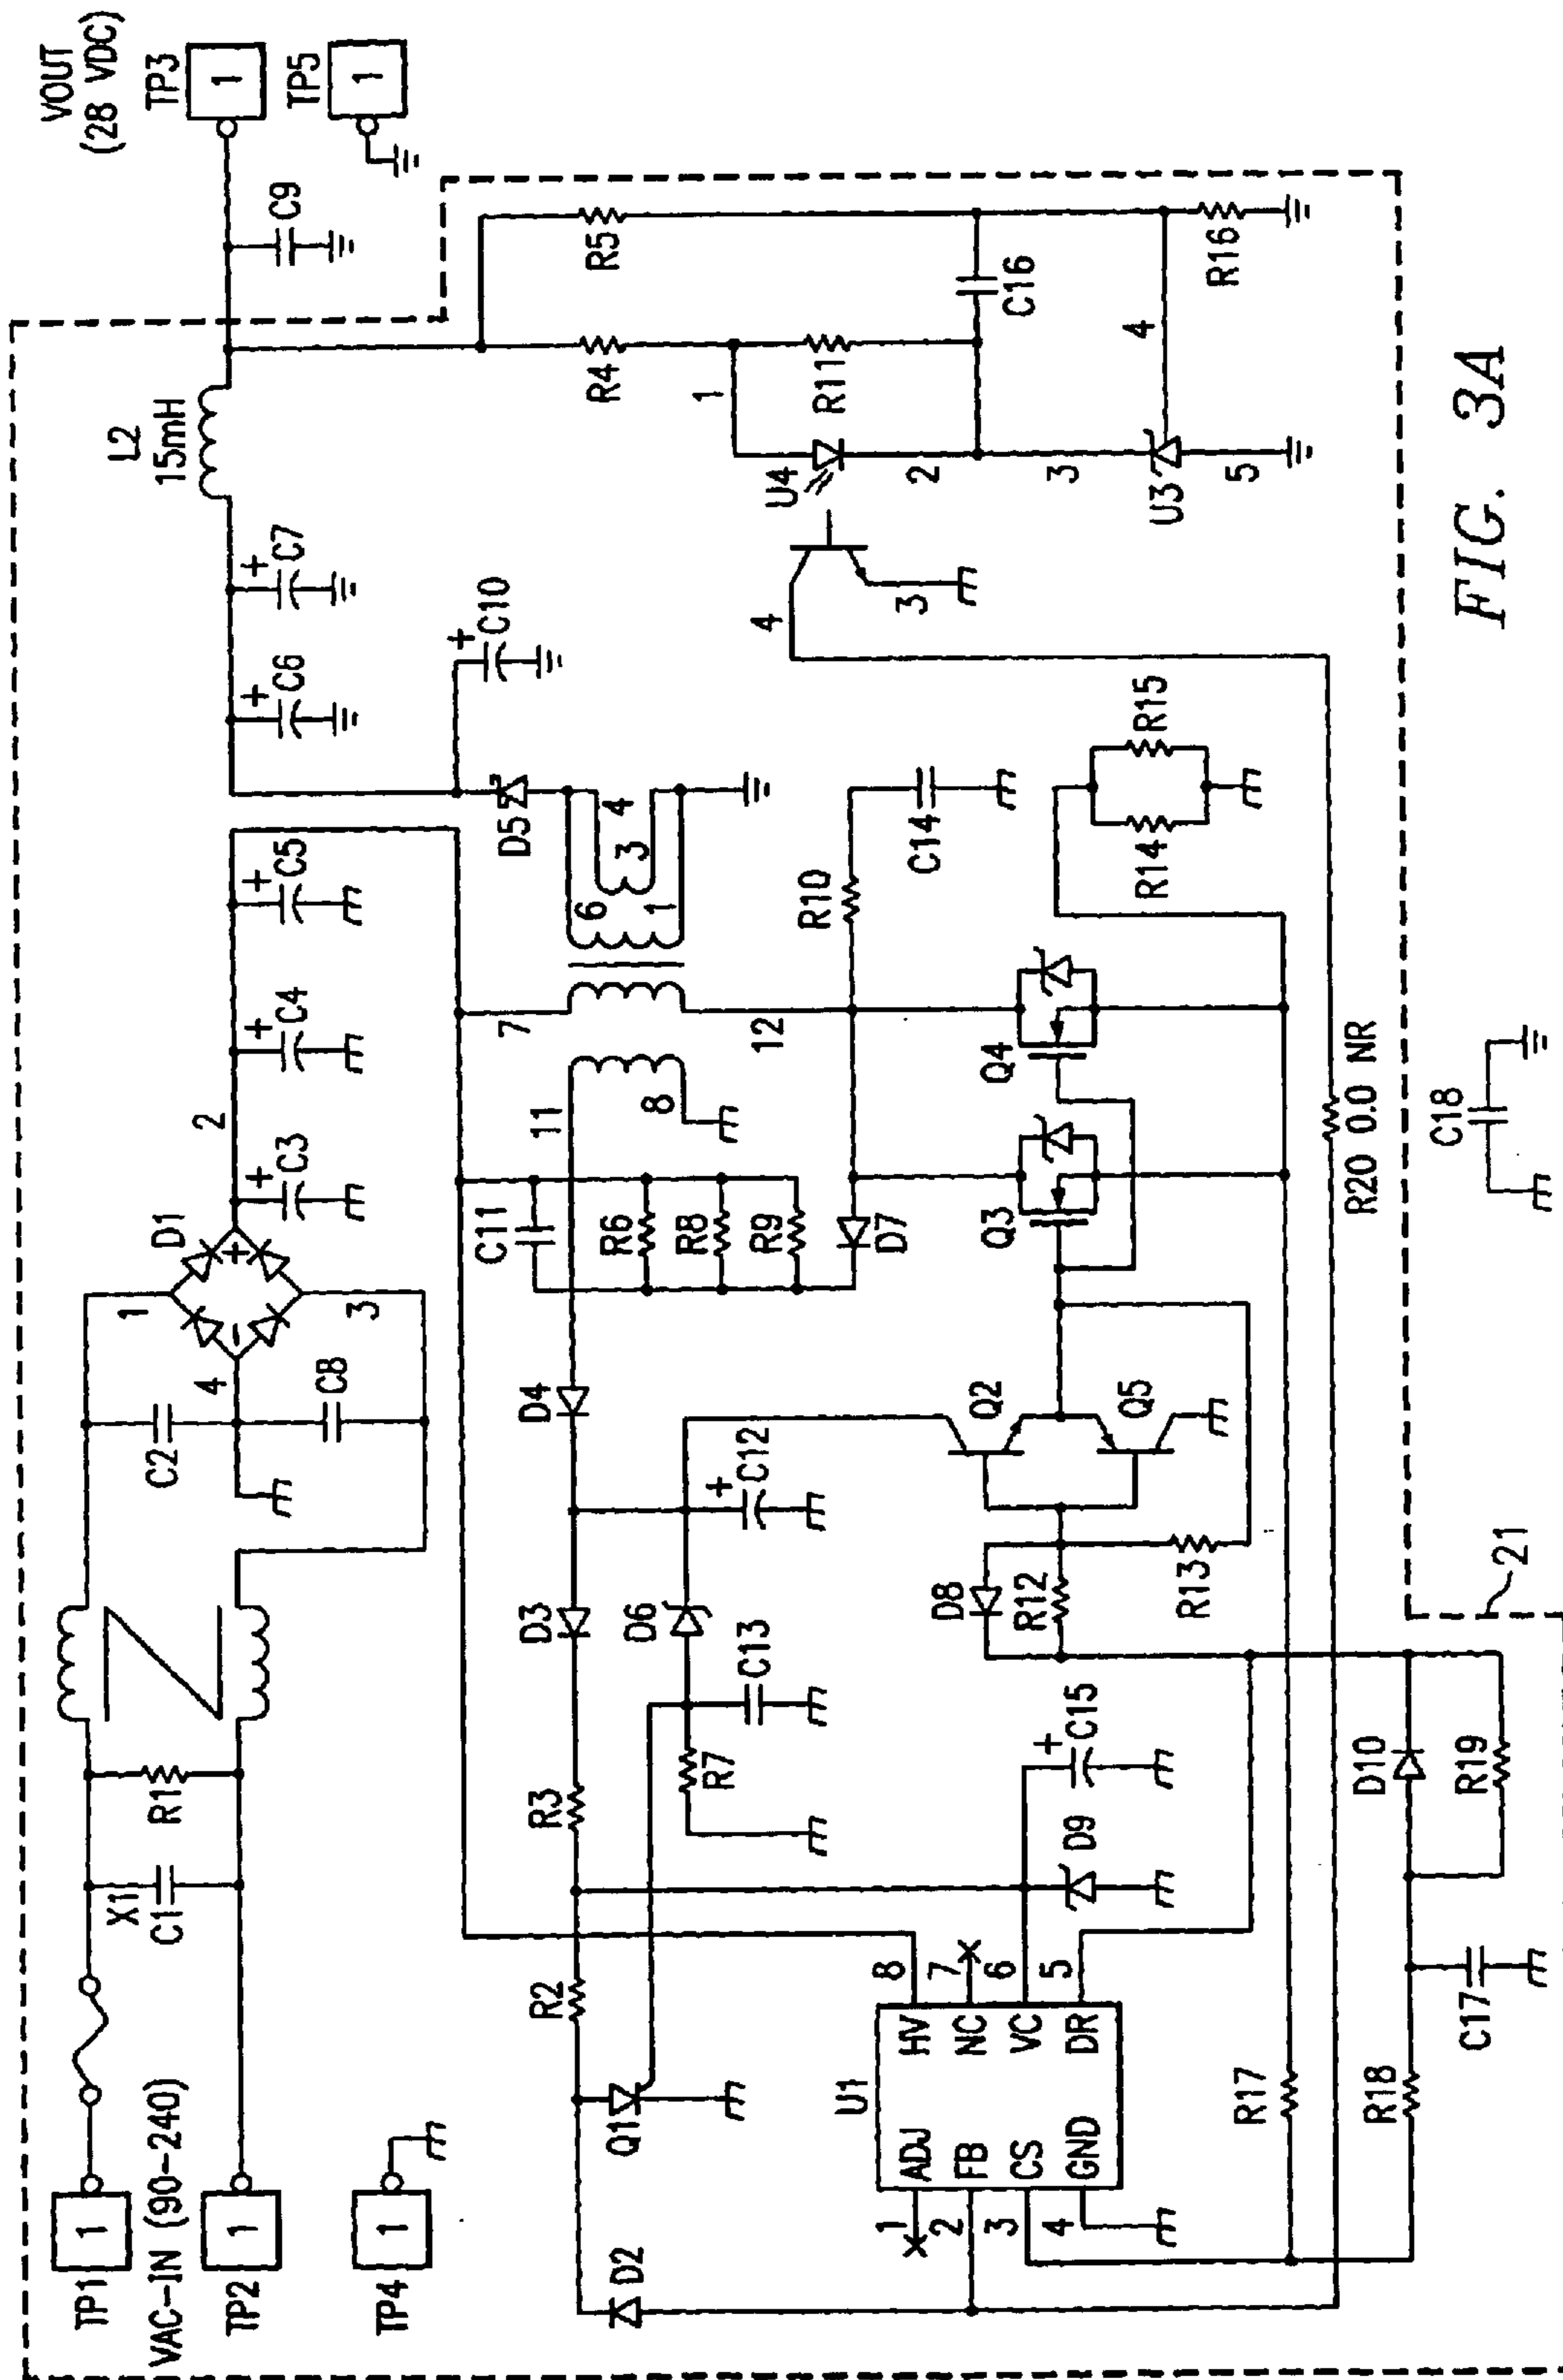 VOUT
(28 VDC)
TP3
1
TP5
1
C9
L2
15mH
C7
+
C6
+
C10
+
R5
R4
R11
C16
R16
1
2
3
4
5
U4
U3
4
3
D5
6
4
3
1
C5
+
C4
+
C3
+
2
D1
+
-
1
3
4
C2
C8
R1
X1
C1
TP1
1
VAC-IN (90-240)
TP2
1
TP4
1
7
12
11
8
C11
R6
R8
R9
D7
R10
C14
R15
R14
Q4
Q3
D4
D3
C12
+
D6
C13
R7
R3
R2
Q1
D2
Q2
Q5
D8
R12
R13
C15
+
D9
U1
HV
NC
VC
DR
ADJ
FB
CS
GND
8
7
6
5
1
2
3
4
R20 0.0 NR
R17
R18
C17
D10
R19
C18
21
FIG. 3A